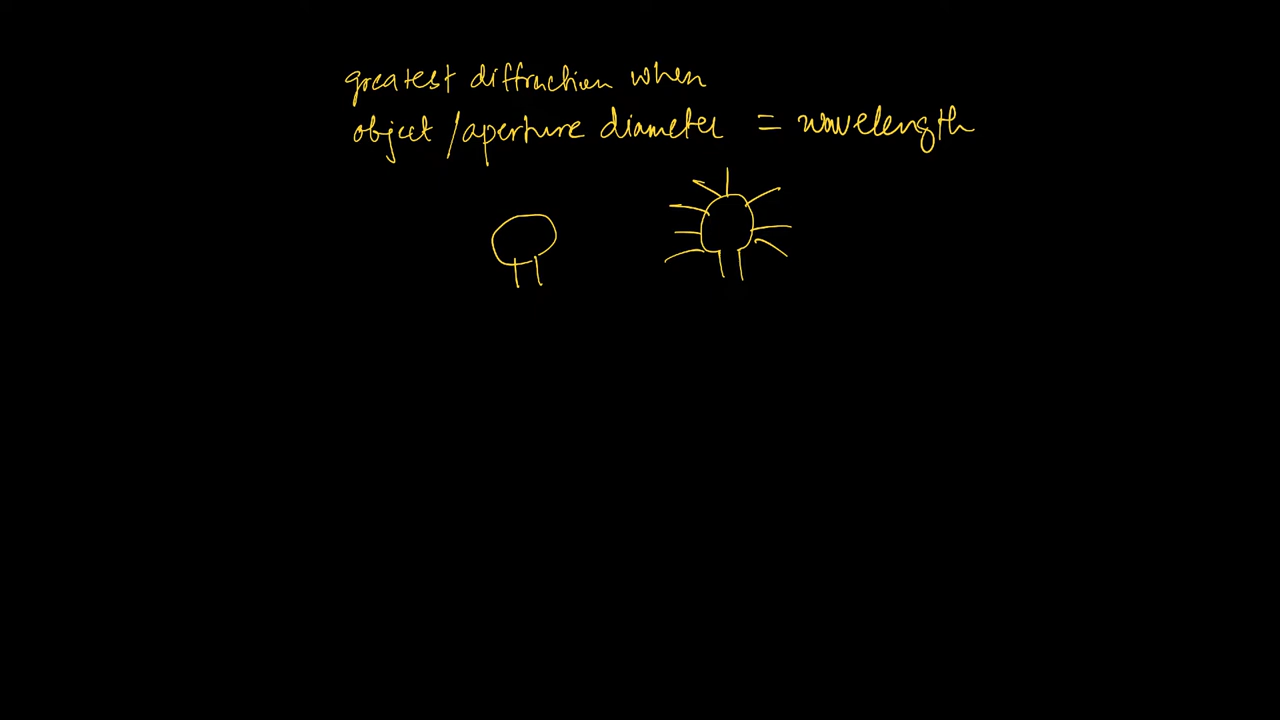 greatest diffraction when
object / aperture diameter = wavelength